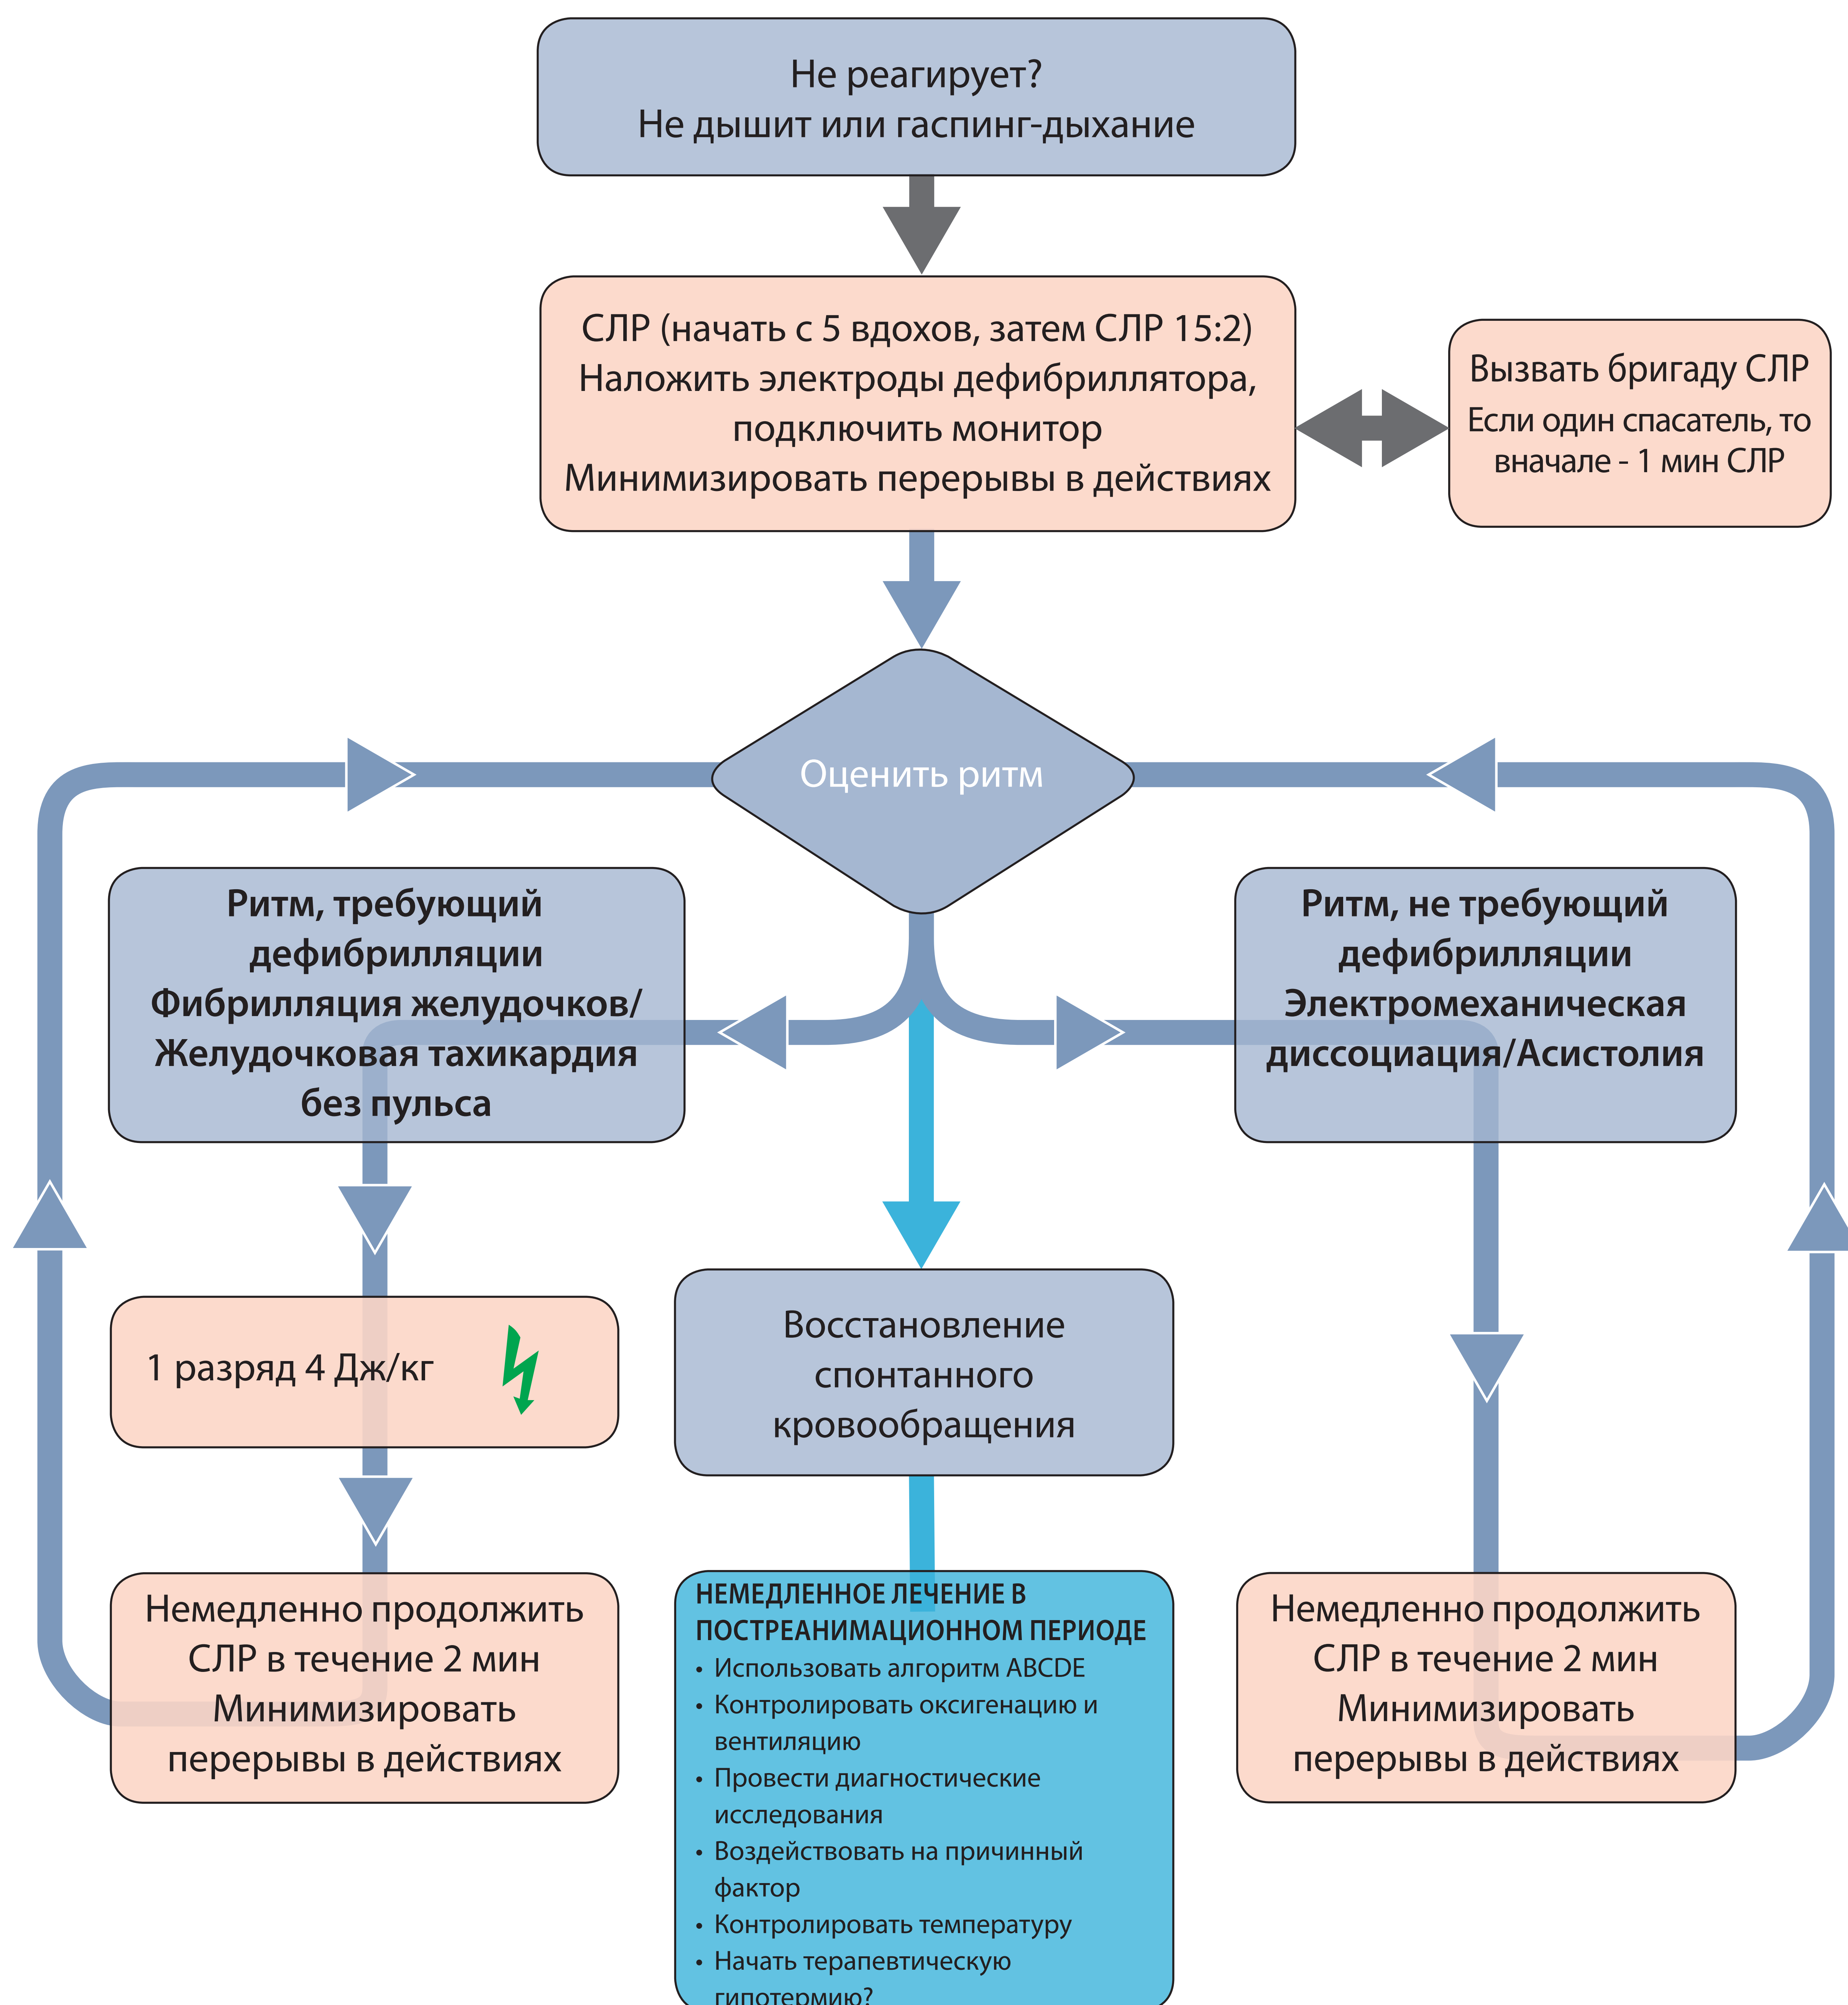 Не реагирует?
Не дышит или гаспинг-дыхание
СЛР (начать с 5 вдохов, затем СЛР 15:2)
Наложить электроды дефибриллятора,
подключить монитор
Минимизировать перерывы в действиях
Вызвать бригаду СЛР
Если один спасатель, то
вначале - 1 мин СЛР
Оценить ритм
Ритм, требующий
дефибрилляции
Фибрилляция желудочков/
Желудочковая тахикардия
без пульса
Ритм, не требующий
дефибрилляции
Электромеханическая
диссоциация/Асистолия
1 разряд 4 Дж/кг
Восстановление
спонтанного
кровообращения
Немедленно продолжить
СЛР в течение 2 мин
Минимизировать
перерывы в действиях
НЕМЕДЛЕННОЕ ЛЕЧЕНИЕ В
ПОСТРЕАНИМАЦИОННОМ ПЕРИОДЕ
• Использовать алгоритм ABCDE
• Контролировать оксигенацию и
вентиляцию
• Провести диагностические
исследования
• Воздействовать на причинный
фактор
• Контролировать температуру
• Начать терапевтическую
гипотермию?
Немедленно продолжить
СЛР в течение 2 мин
Минимизировать
перерывы в действиях